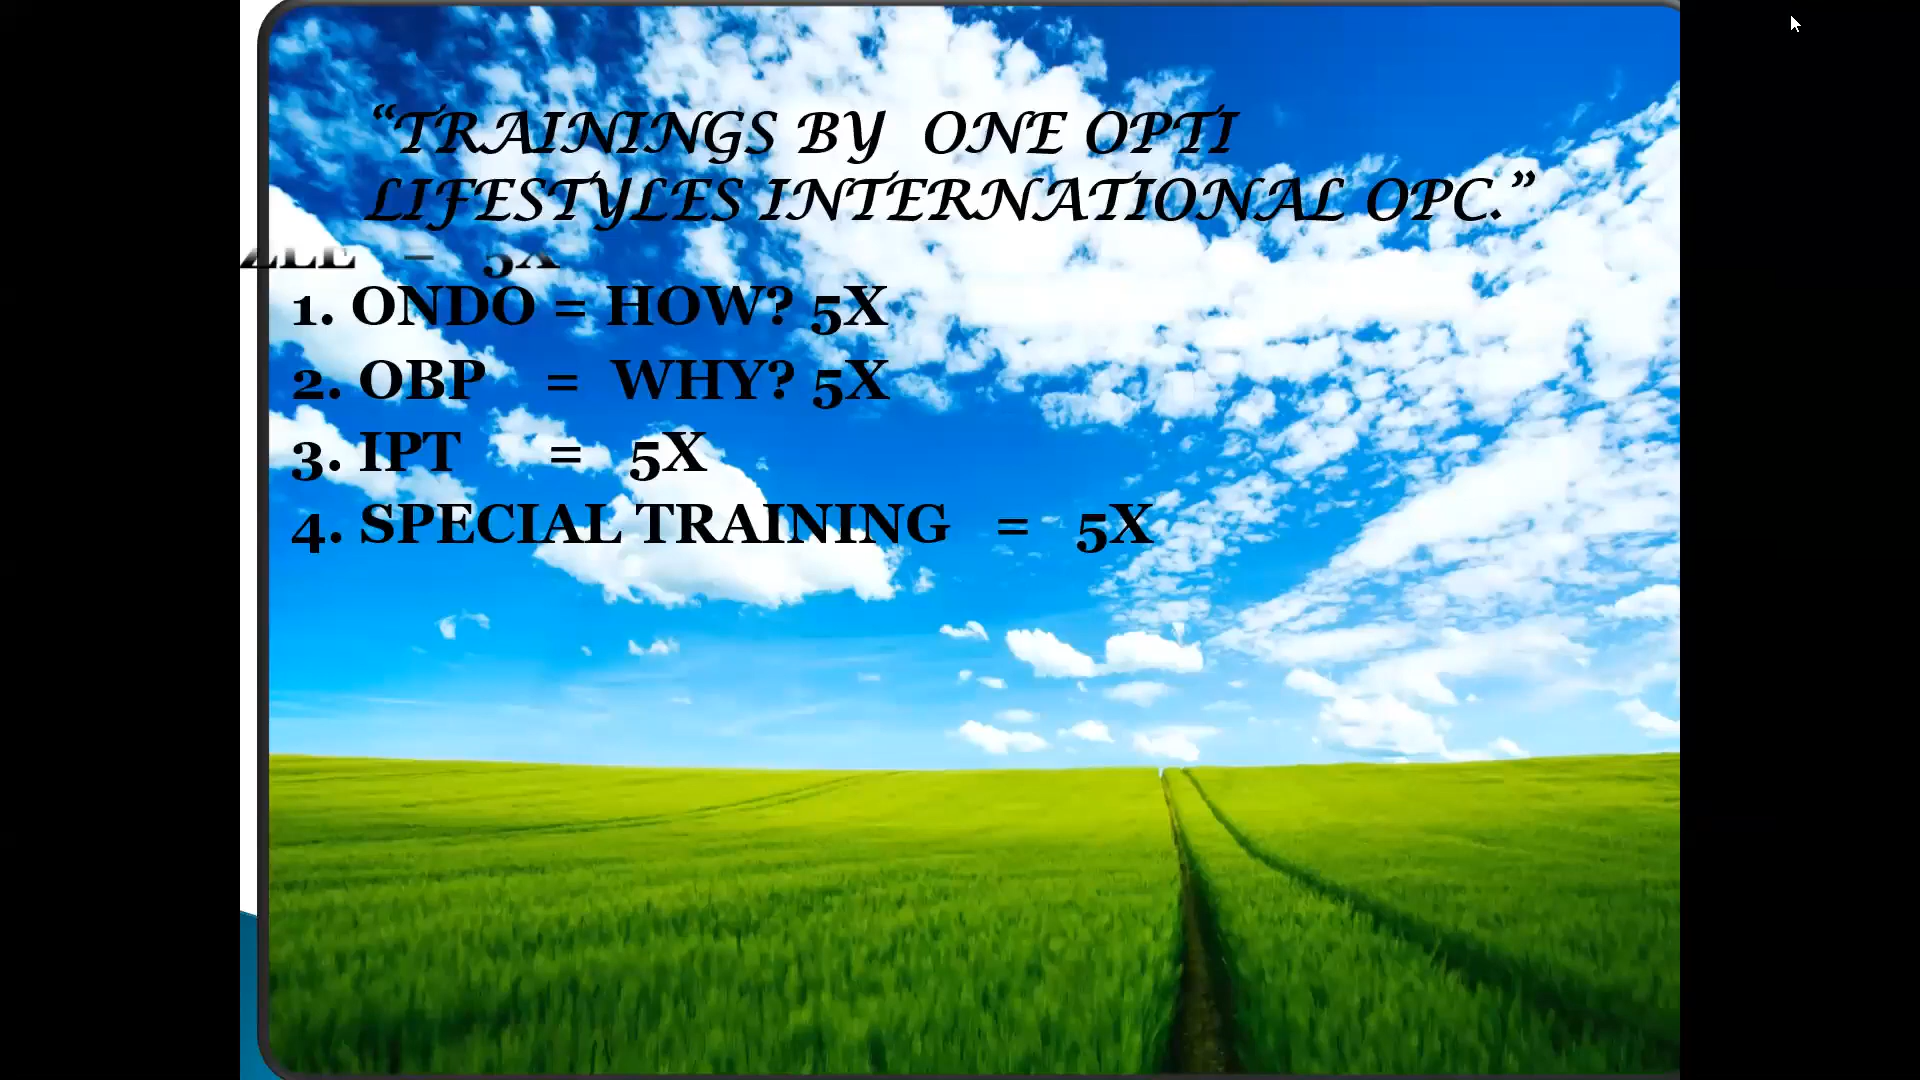 “TRAININGS BY ONE OPTI
LIFESTYLES INTERNATIONAL OPC.”
1. ONDO = HOW? 5X
2. OBP = WHY? 5X
3. IPT = 5X
4. SPECIAL TRAINING = 5X